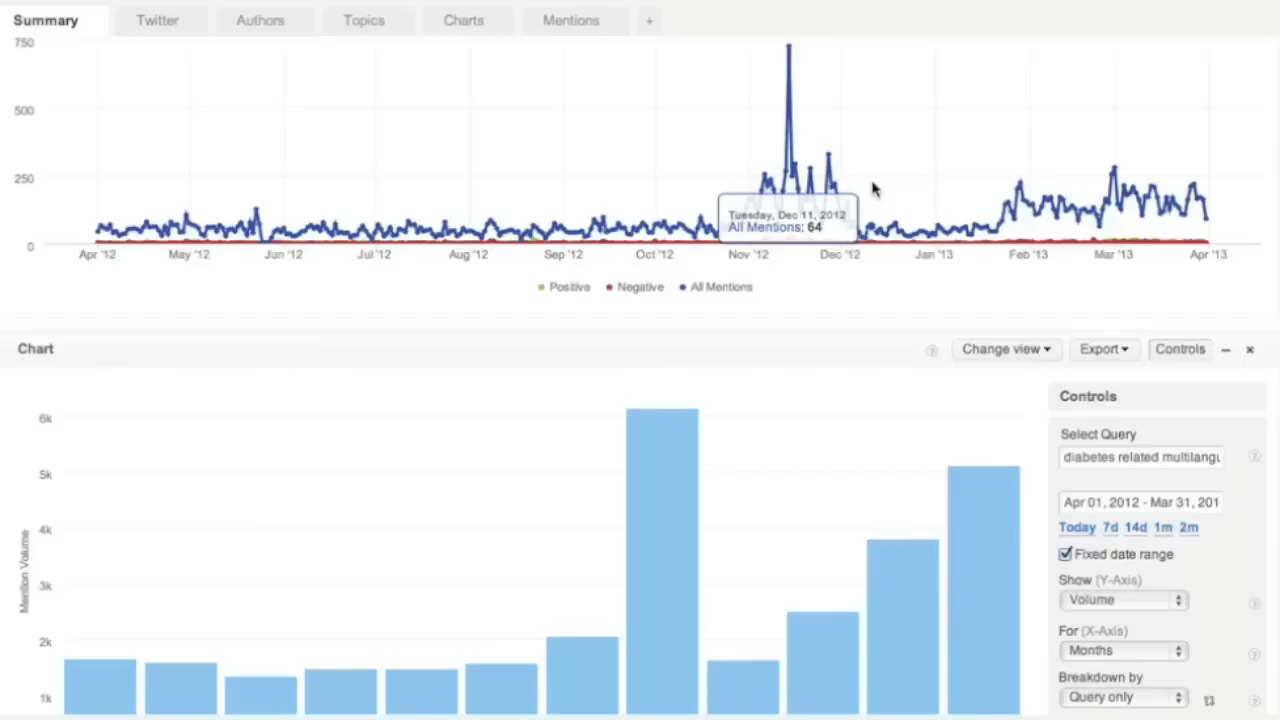 Summary Twitter Authors Topics Charts Mentions +
750
500
250
0
Tuesday, Dec 11, 2012
All Mentions: 64
Apr '12 May '12 Jun '12 Jul '12 Aug '12 Sep '12 Oct '12 Nov '12 Dec '12 Jan '13 Feb '13 Mar '13 Apr '13
Positive Negative All Mentions
Chart ? Change view Export Controls
Controls
Select Query
diabetes related multilangu
?
Apr 01, 2012 - Mar 31, 201
Today 7d 14d 1m 2m
Fixed date range
Show (Y-Axis)
Volume ?
For (X-Axis)
Months ?
Breakdown by
Query only ?
Mention Volume
6k
5k
4k
3k
2k
1k